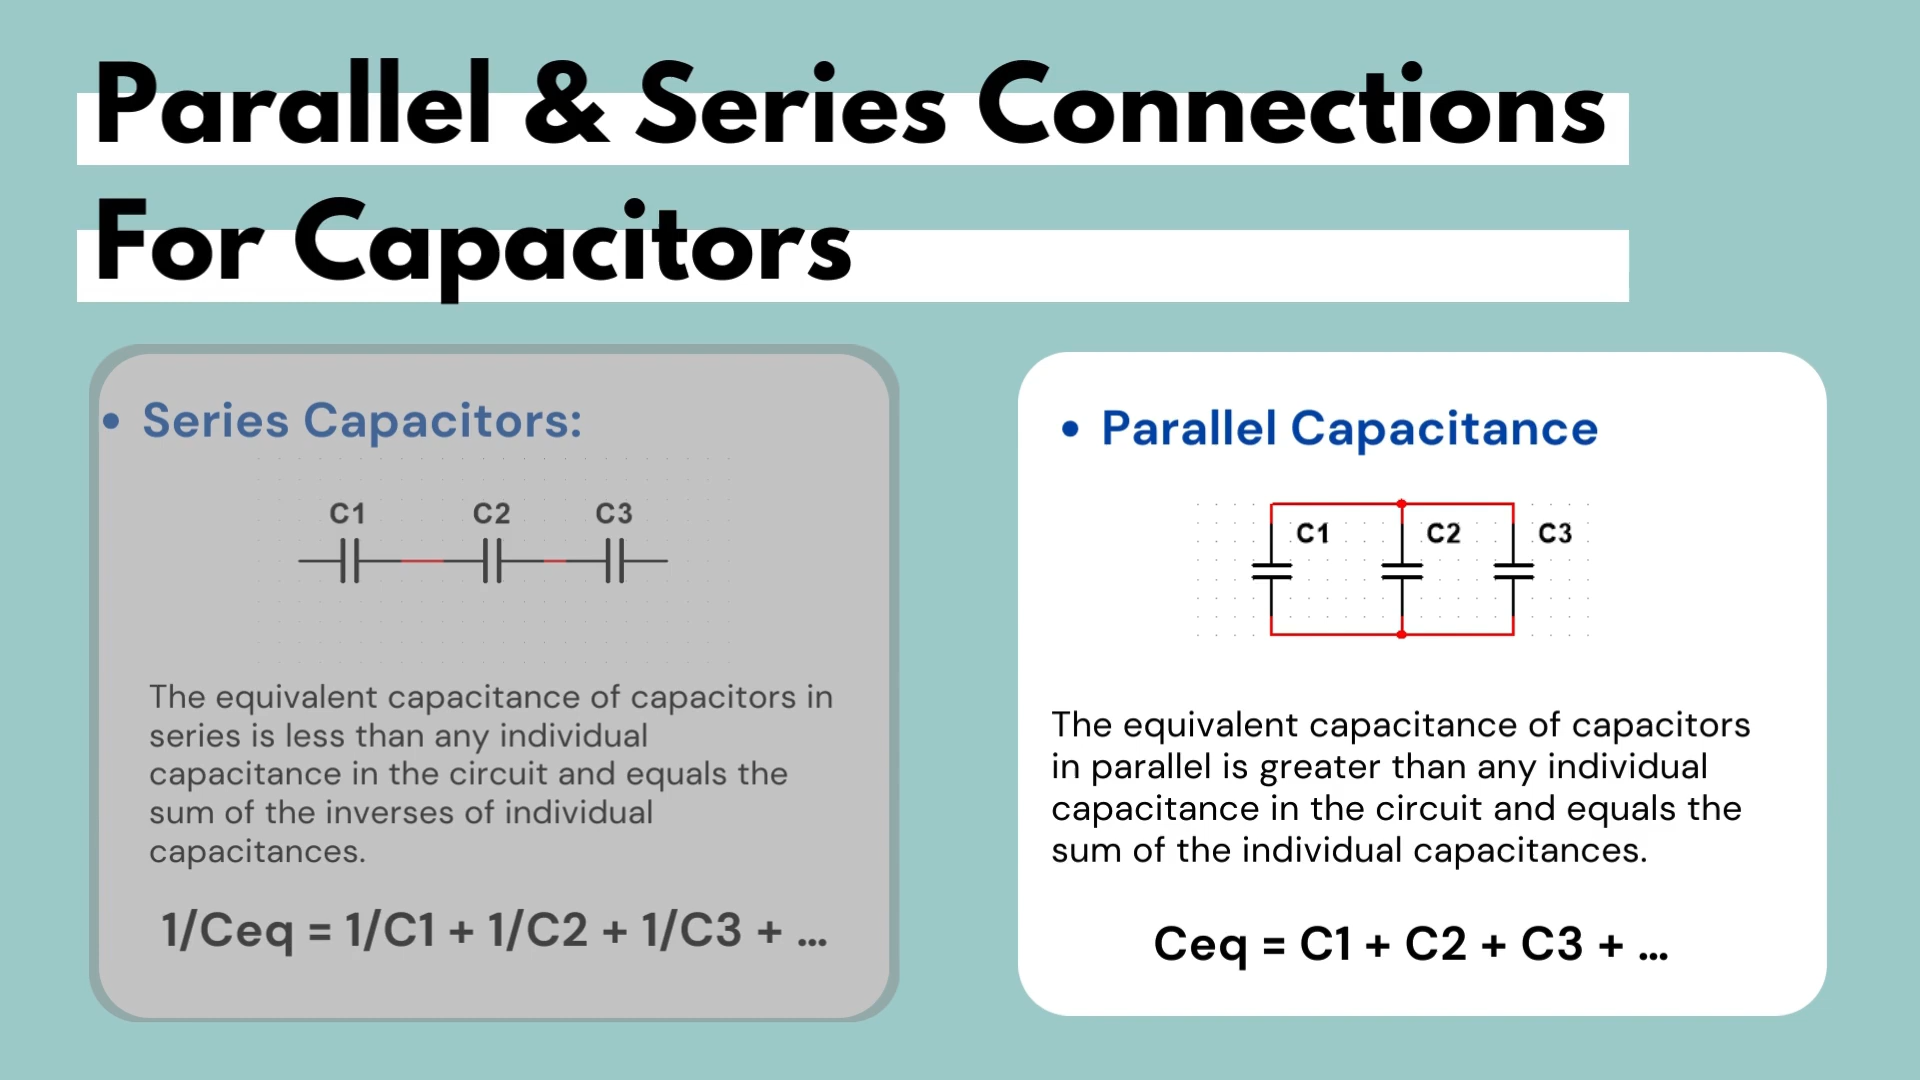 Parallel & Series Connections
For Capacitors
• Series Capacitors:
C1 C2 C3
The equivalent capacitance of capacitors in
series is less than any individual
capacitance in the circuit and equals the
sum of the inverses of individual
capacitances.
1/Ceq = 1/C1 + 1/C2 + 1/C3 + ...
• Parallel Capacitance
C1 C2 C3
The equivalent capacitance of capacitors
in parallel is greater than any individual
capacitance in the circuit and equals the
sum of the individual capacitances.
Ceq = C1 + C2 + C3 + ...